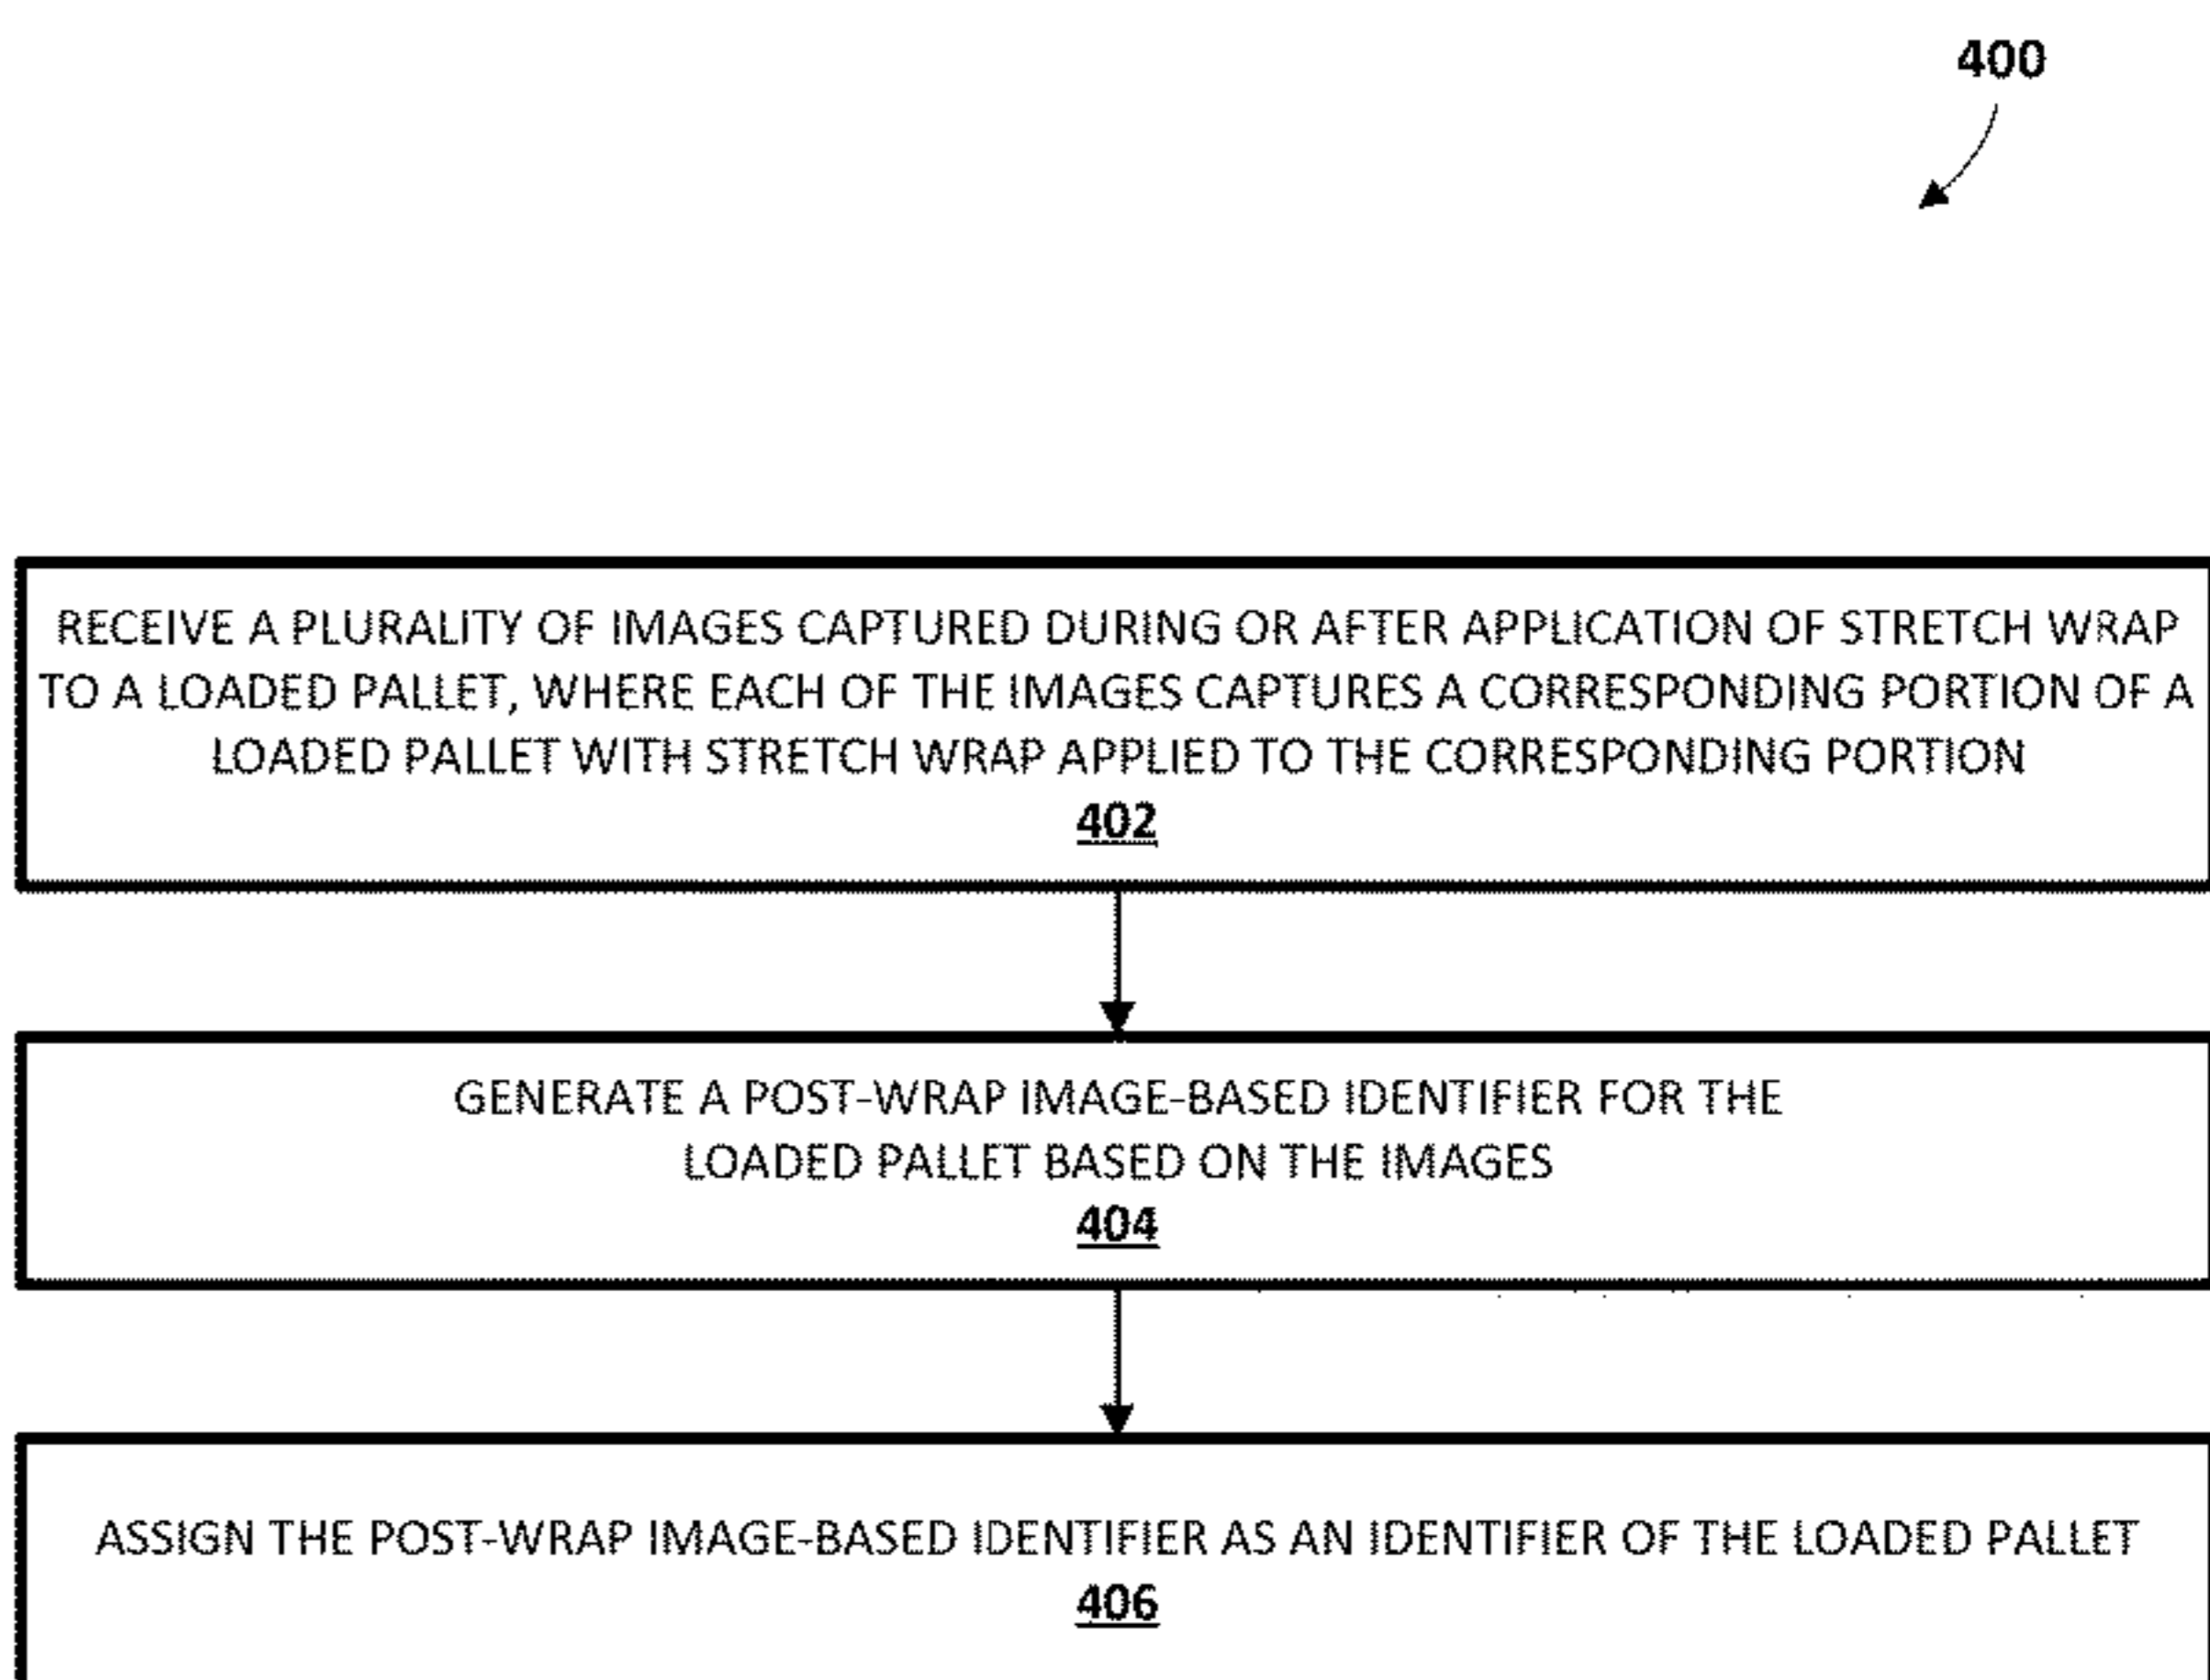 400
RECEIVE A PLURALITY OF IMAGES CAPTURED DURING OR AFTER APPLICATION OF STRETCH WRAP
TO A LOADED PALLET, WHERE EACH OF THE IMAGES CAPTURES A CORRESPONDING PORTION OF A
LOADED PALLET WITH STRETCH WRAP APPLIED TO THE CORRESPONDING PORTION
402
GENERATE A POST-WRAP IMAGE-BASED IDENTIFIER FOR THE
LOADED PALLET BASED ON THE IMAGES
404
ASSIGN THE POST-WRAP IMAGE-BASED IDENTIFIER AS AN IDENTIFIER OF THE LOADED PALLET
406